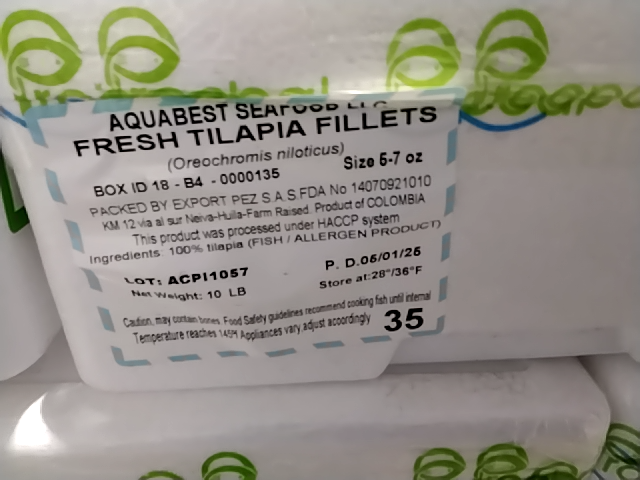 AQUABEST SEAFOOD LLC
FRESH TILAPIA FILLETS
(Oreochromis niloticus)
Size 5-7 oz
BOX ID 18 - B4 - 0000135
PACKED BY EXPORT PEZ S.A.S.FDA No 14070921010
KM 12 via al sur Neiva-Huila-Farm Raised. Product of COLOMBIA
This product was processed under HACCP system
Ingredients: 100% tilapia (FISH / ALLERGEN PRODUCT)
LOT: ACPI1057
P. D.05/01/25
Net Weight: 10 LB
Store at:28°/36°F
Caution, may contain bones. Food Safety guidelines recommend cooking fish until internal
Temperature reaches 145°f Appliances vary adjust accordingly
35